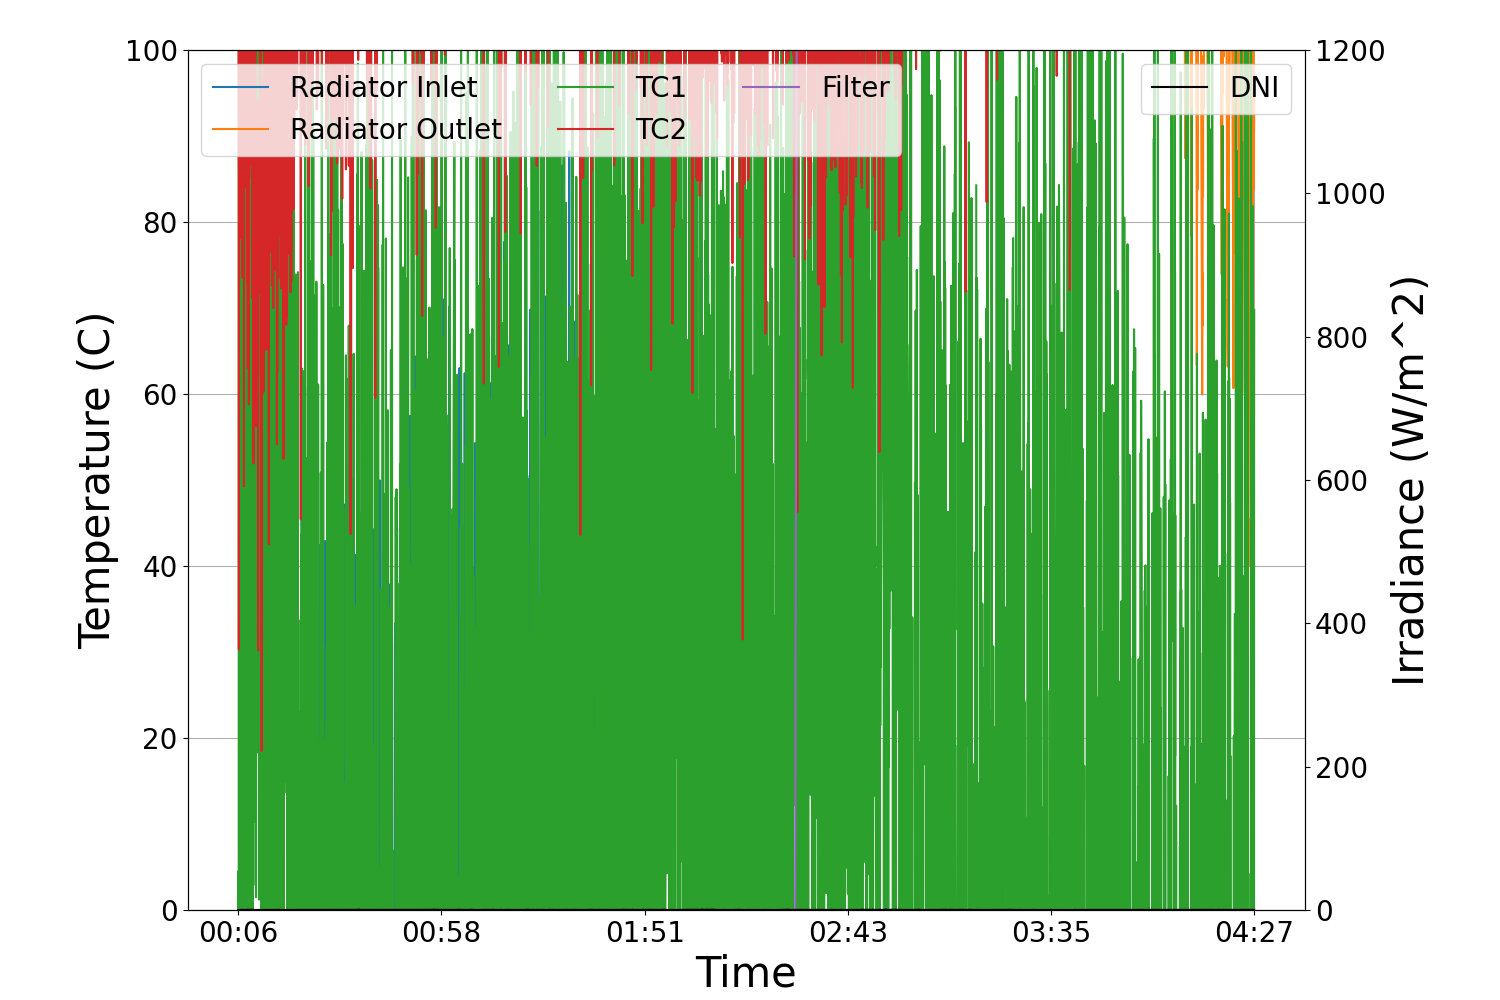 Radiator Inlet
Radiator Outlet
TC1
TC2
Filter
DNI
100
80
60
40
20
0
Temperature (C)
1200
1000
800
600
400
200
0
Irradiance (W/m^2)
00:06 00:58 01:51 02:43 03:35 04:27
Time